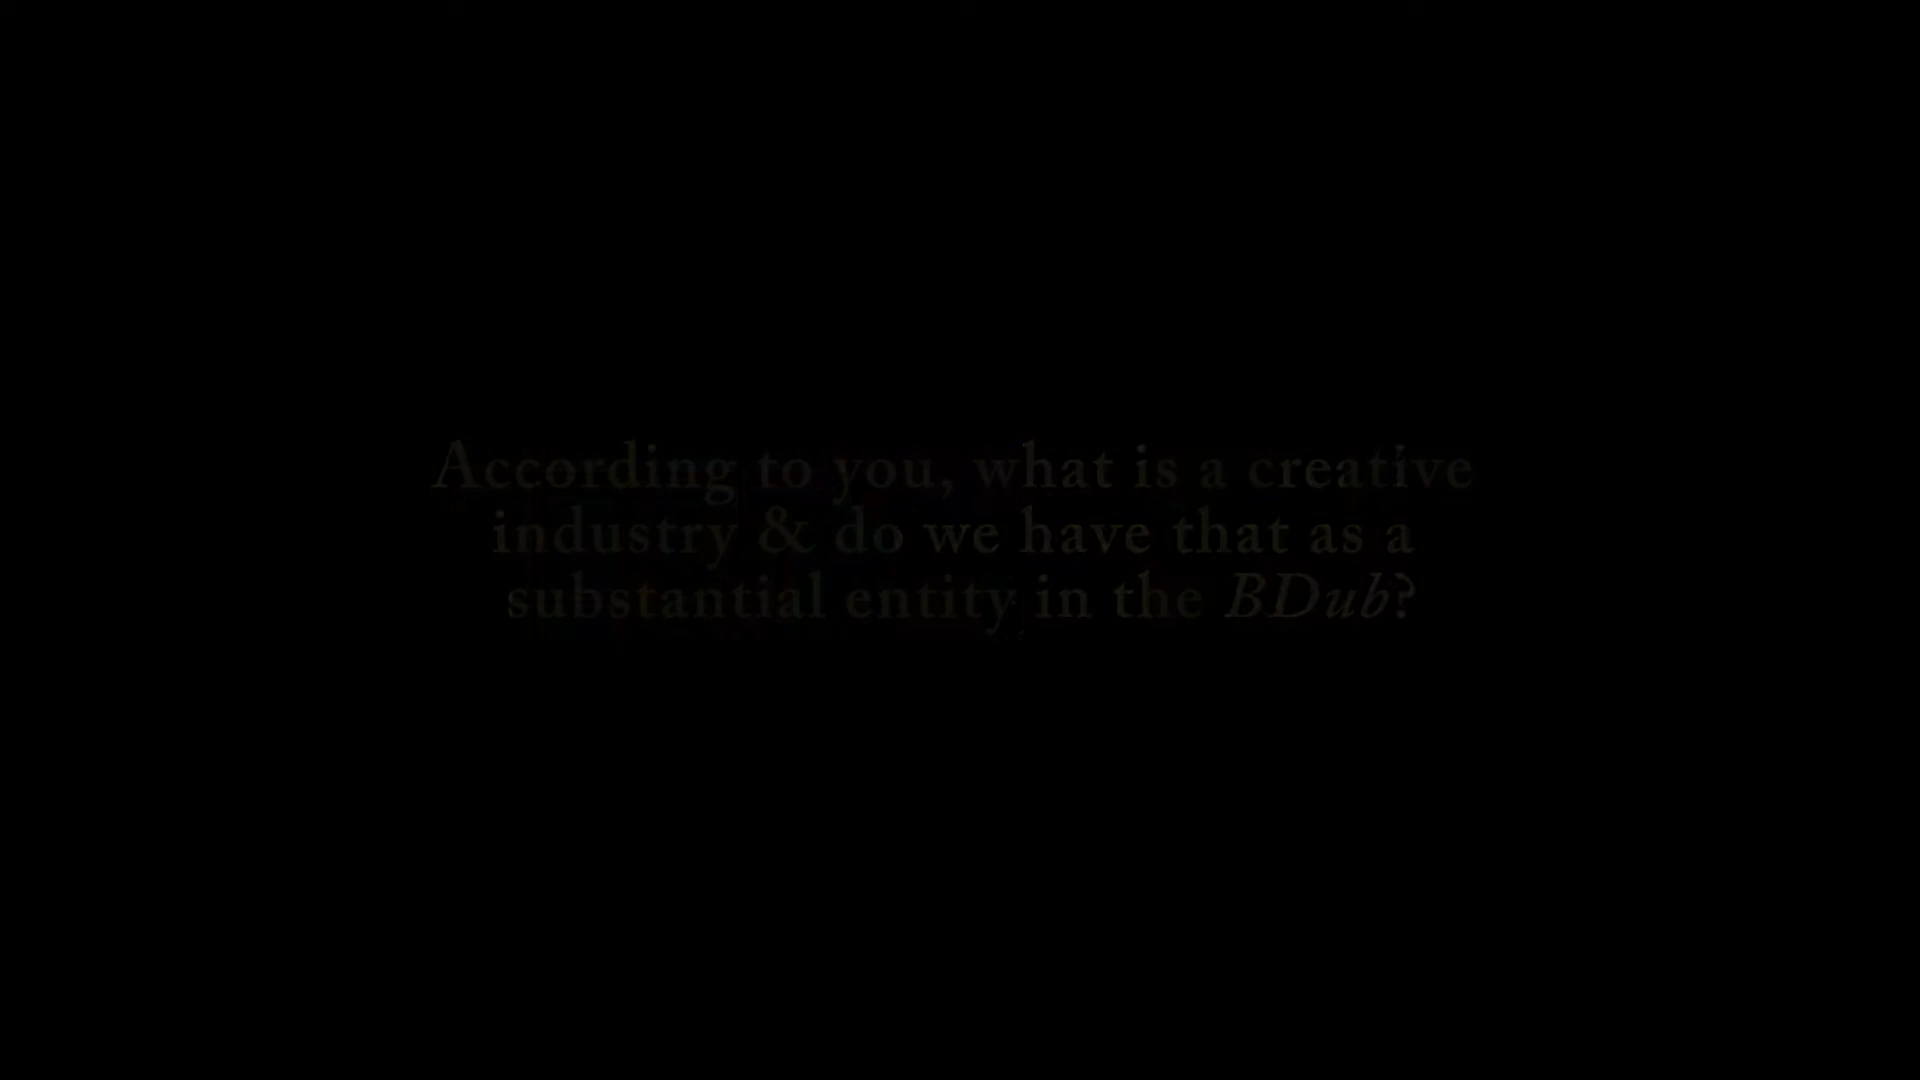 According to you, what is a creative
industry & do we have that as a
substantial entity in the BDub?